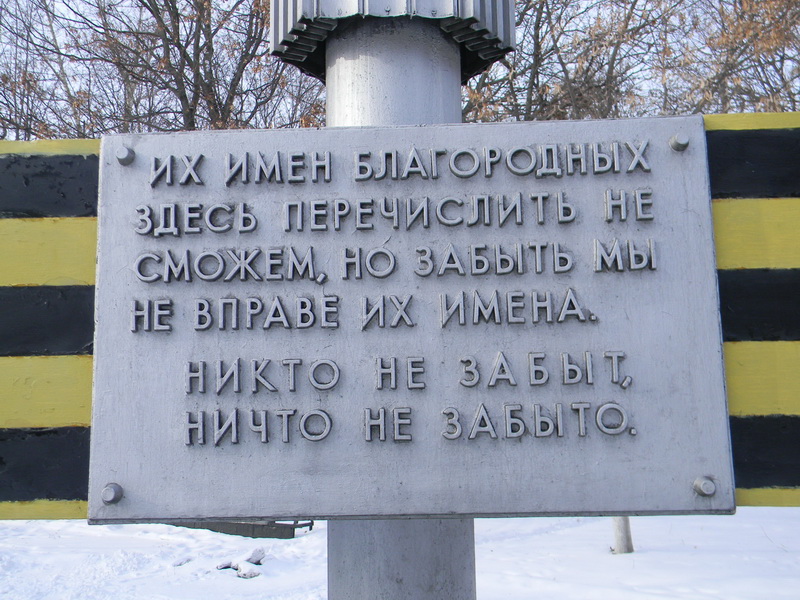 ИХ ИМЕН БЛАГОРОДНЫХ
ЗДЕСЬ ПЕРЕЧИСЛИТЬ НЕ
СМОЖЕМ, НО ЗАБЫТЬ МЫ
НЕ ВПРАВЕ ИХ ИМЕНА.
НИКТО НЕ ЗАБЫТ,
НИЧТО НЕ ЗАБЫТО.